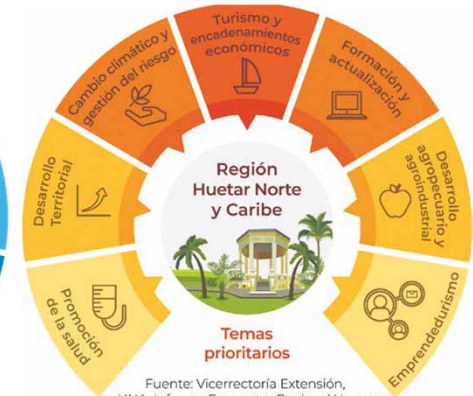 Turismo y
encadenamientos
económicos
Cambio climático y
gestión del riesgo
Formación y
actualización
Desarrollo
Territorial
Desarrollo
agropecuario y
agroindustrial
Promoción
de la salud
Emprendedurismo
Región
Huetar Norte
y Caribe
Temas
prioritarios
Fuente: Vicerrectoría Extensión,